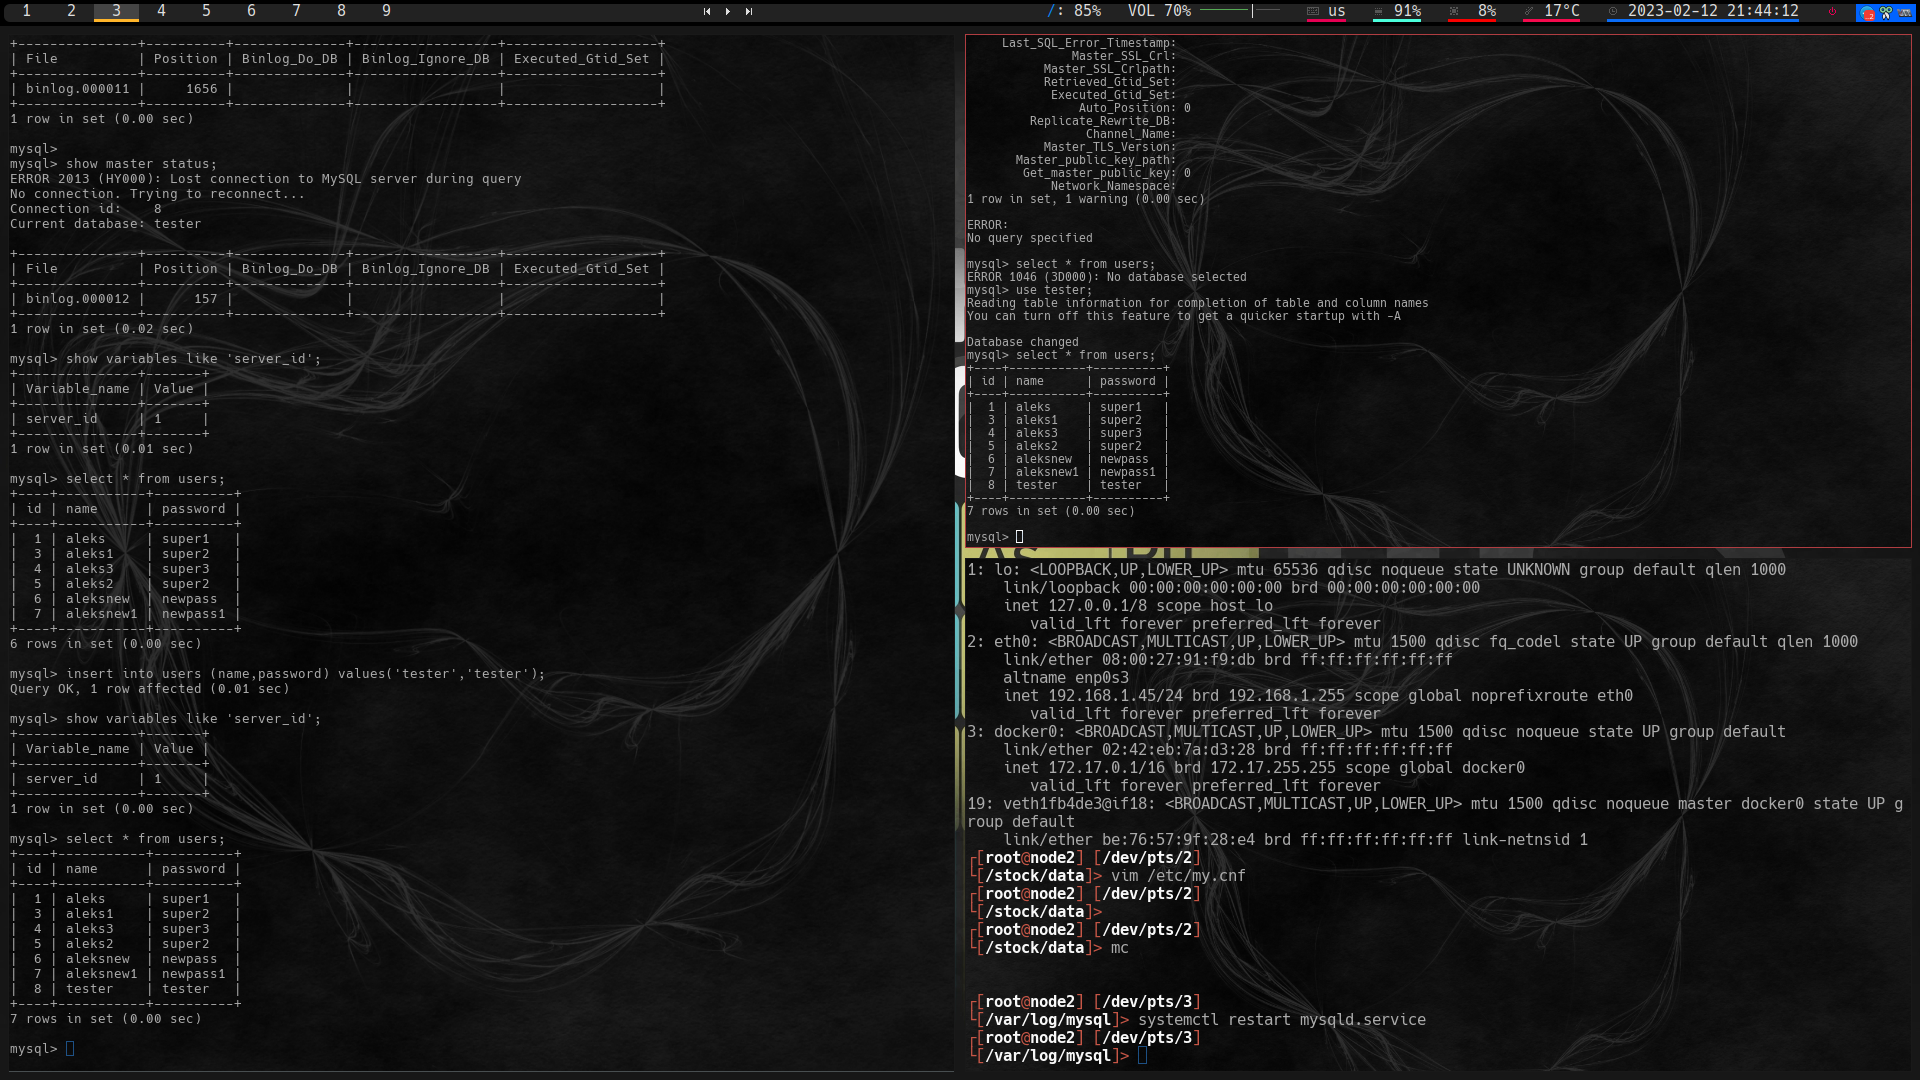 1 2 3 4 5 6 7 8 9 /: 85% VOL 70% us 91% 8% 17°C 2023-02-12 21:44:12
+---------------+----------+--------------+------------------+-------------------+
| File          | Position | Binlog_Do_DB | Binlog_Ignore_DB | Executed_Gtid_Set |
+---------------+----------+--------------+------------------+-------------------+
| binlog.000011 |     1656 |              |                  |                   |
+---------------+----------+--------------+------------------+-------------------+
1 row in set (0.00 sec)

mysql>
mysql> show master status;
ERROR 2013 (HY000): Lost connection to MySQL server during query
No connection. Trying to reconnect...
Connection id:    8
Current database: tester

+---------------+----------+--------------+------------------+-------------------+
| File          | Position | Binlog_Do_DB | Binlog_Ignore_DB | Executed_Gtid_Set |
+---------------+----------+--------------+------------------+-------------------+
| binlog.000012 |      157 |              |                  |                   |
+---------------+----------+--------------+------------------+-------------------+
1 row in set (0.02 sec)

mysql> show variables like 'server_id';
+---------------+-------+
| Variable_name | Value |
+---------------+-------+
| server_id     | 1     |
+---------------+-------+
1 row in set (0.01 sec)

mysql> select * from users;
+----+-----------+----------+
| id | name      | password |
+----+-----------+----------+
|  1 | aleks     | super1   |
|  3 | aleks1    | super2   |
|  4 | aleks3    | super3   |
|  5 | aleks2    | super2   |
|  6 | aleksnew  | newpass  |
|  7 | aleksnew1 | newpass1 |
+----+-----------+----------+
6 rows in set (0.00 sec)

mysql> insert into users (name,password) values('tester','tester');
Query OK, 1 row affected (0.01 sec)

mysql> show variables like 'server_id';
+---------------+-------+
| Variable_name | Value |
+---------------+-------+
| server_id     | 1     |
+---------------+-------+
1 row in set (0.00 sec)

mysql> select * from users;
+----+-----------+----------+
| id | name      | password |
+----+-----------+----------+
|  1 | aleks     | super1   |
|  3 | aleks1    | super2   |
|  4 | aleks3    | super3   |
|  5 | aleks2    | super2   |
|  6 | aleksnew  | newpass  |
|  7 | aleksnew1 | newpass1 |
|  8 | tester    | tester   |
+----+-----------+----------+
7 rows in set (0.00 sec)

mysql>
Last_SQL_Error_Timestamp:
Master_SSL_Crl:
Master_SSL_Crlpath:
Retrieved_Gtid_Set:
Executed_Gtid_Set:
Auto_Position: 0
Replicate_Rewrite_DB:
Channel_Name:
Master_TLS_Version:
Master_public_key_path:
Get_master_public_key: 0
Network_Namespace:
1 row in set, 1 warning (0.00 sec)

ERROR:
No query specified

mysql> select * from users;
ERROR 1046 (3D000): No database selected
mysql> use tester;
Reading table information for completion of table and column names
You can turn off this feature to get a quicker startup with -A

Database changed
mysql> select * from users;
+----+-----------+----------+
| id | name      | password |
+----+-----------+----------+
|  1 | aleks     | super1   |
|  3 | aleks1    | super2   |
|  4 | aleks3    | super3   |
|  5 | aleks2    | super2   |
|  6 | aleksnew  | newpass  |
|  7 | aleksnew1 | newpass1 |
|  8 | tester    | tester   |
+----+-----------+----------+
7 rows in set (0.00 sec)

mysql>
1: lo: <LOOPBACK,UP,LOWER_UP> mtu 65536 qdisc noqueue state UNKNOWN group default qlen 1000
    link/loopback 00:00:00:00:00:00 brd 00:00:00:00:00:00
    inet 127.0.0.1/8 scope host lo
       valid_lft forever preferred_lft forever
2: eth0: <BROADCAST,MULTICAST,UP,LOWER_UP> mtu 1500 qdisc fq_codel state UP group default qlen 1000
    link/ether 08:00:27:91:f9:db brd ff:ff:ff:ff:ff:ff
    altname enp0s3
    inet 192.168.1.45/24 brd 192.168.1.255 scope global noprefixroute eth0
       valid_lft forever preferred_lft forever
3: docker0: <BROADCAST,MULTICAST,UP,LOWER_UP> mtu 1500 qdisc noqueue state UP group default
    link/ether 02:42:eb:7a:d3:28 brd ff:ff:ff:ff:ff:ff
    inet 172.17.0.1/16 brd 172.17.255.255 scope global docker0
       valid_lft forever preferred_lft forever
19: veth1fb4de3@if18: <BROADCAST,MULTICAST,UP,LOWER_UP> mtu 1500 qdisc noqueue master docker0 state UP g
roup default
    link/ether be:76:57:9f:28:e4 brd ff:ff:ff:ff:ff:ff link-netnsid 1
┌[root@node2] [/dev/pts/2]
└[/stock/data]> vim /etc/my.cnf
┌[root@node2] [/dev/pts/2]
└[/stock/data]>
┌[root@node2] [/dev/pts/2]
└[/stock/data]> mc

┌[root@node2] [/dev/pts/3]
└[/var/log/mysql]> systemctl restart mysqld.service
┌[root@node2] [/dev/pts/3]
└[/var/log/mysql]>